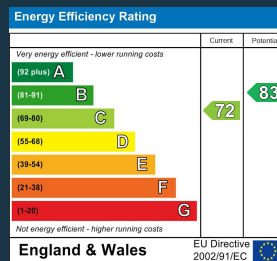 Energy Efficiency Rating
Current Potentia
Very energy efficient - lower running costs
(92 plus) A
(81-91) B
83
(69-80) C
72
(55-68) D
(39-54) E
(21-38) F
(1-20) G
Not energy efficient - higher running costs
England & Wales
EU Directive
2002/91/EC